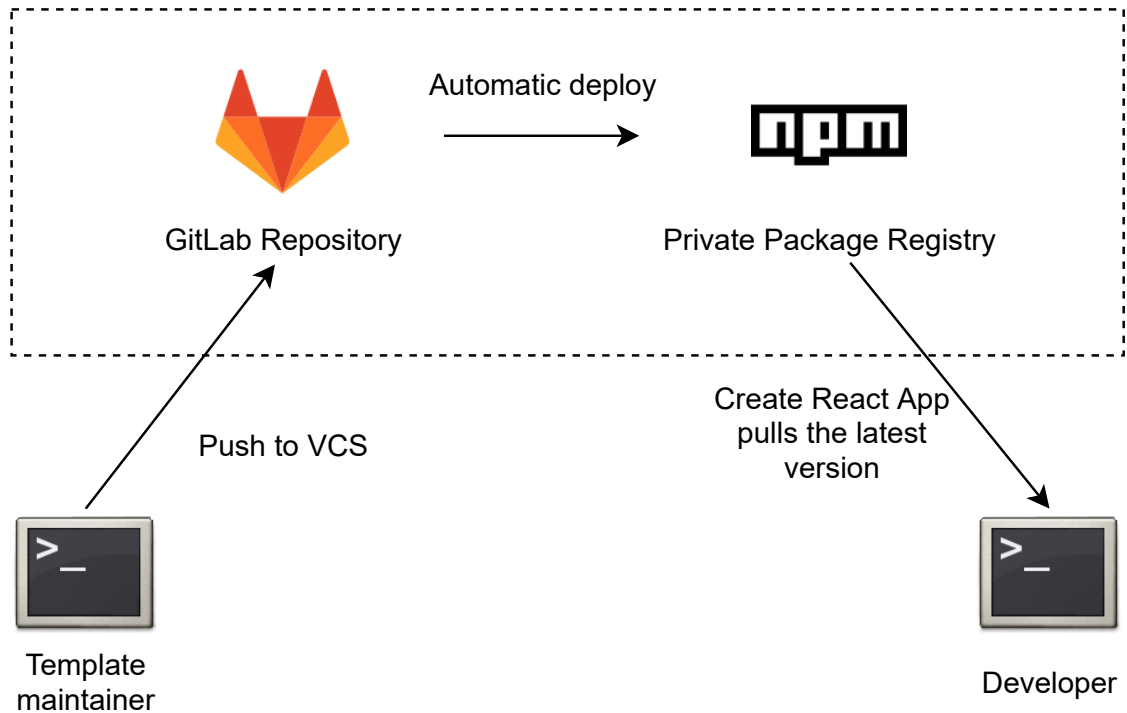 Automatic deploy
npm
GitLab Repository
Private Package Registry
Push to VCS
Create React App
pulls the latest
version
>_
>_
Template
maintainer
Developer